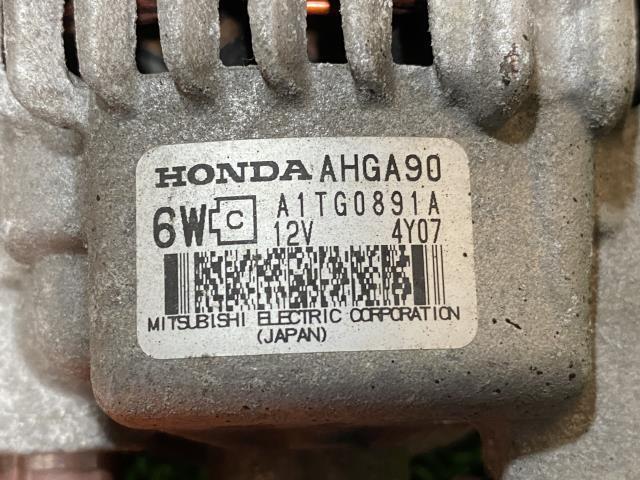 HONDA AHGA90
6W C A1TG0891A
12V 4Y07
MITSUBISHI ELECTRIC CORPORATION
(JAPAN)